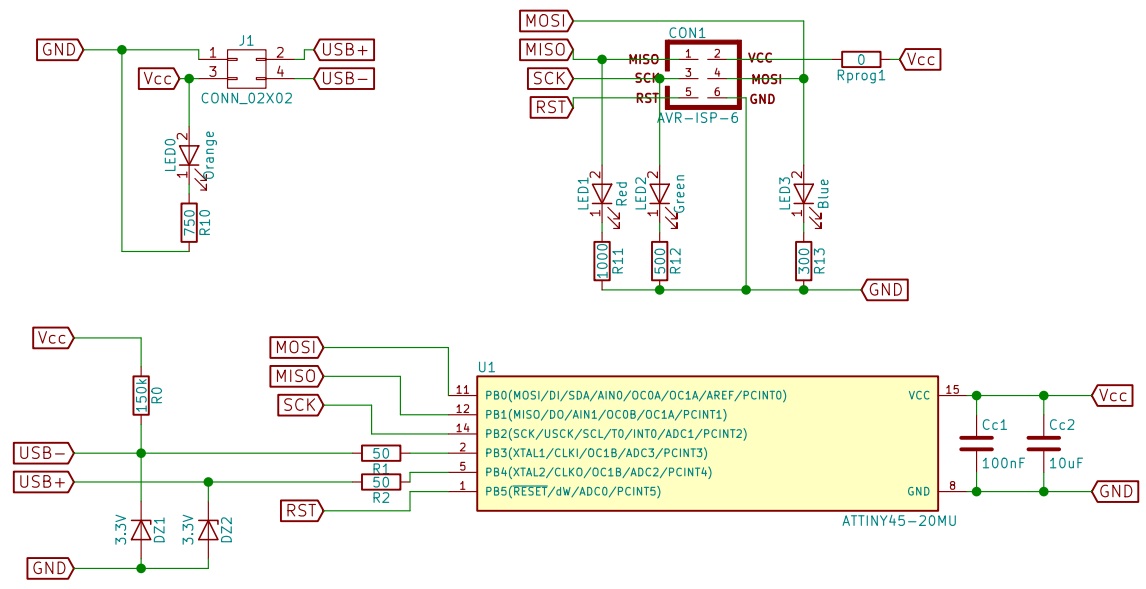 GND
J1
1
2
USB+
Vcc
3
4
USB-
CONN_02X02
LED0
2
1
Orange
750
R10
MOSI
MISO
SCK
RST
CON1
MISO
1
2
VCC
SCK
3
4
MOSI
RST
5
6
GND
AVR-ISP-6
0
Rprog1
Vcc
LED1
2
1
Red
LED2
2
1
Green
LED3
2
1
Blue
1000
R11
500
R12
300
R13
GND
Vcc
150k
R0
USB-
USB+
50
R1
50
R2
3.3V
DZ1
3.3V
DZ2
GND
MOSI
MISO
SCK
RST
U1
11
PB0(MOSI/DI/SDA/AIN0/OC0A/OC1A/AREF/PCINT0)
12
PB1(MISO/DO/AIN1/OC0B/OC1A/PCINT1)
14
PB2(SCK/USCK/SCL/T0/INT0/ADC1/PCINT2)
2
PB3(XTAL1/CLKI/OC1B/ADC3/PCINT3)
5
PB4(XTAL2/CLKO/OC1B/ADC2/PCINT4)
1
PB5(RESET/dW/ADC0/PCINT5)
VCC
15
GND
8
ATTINY45-20MU
Cc1
100nF
Cc2
10uF
Vcc
GND